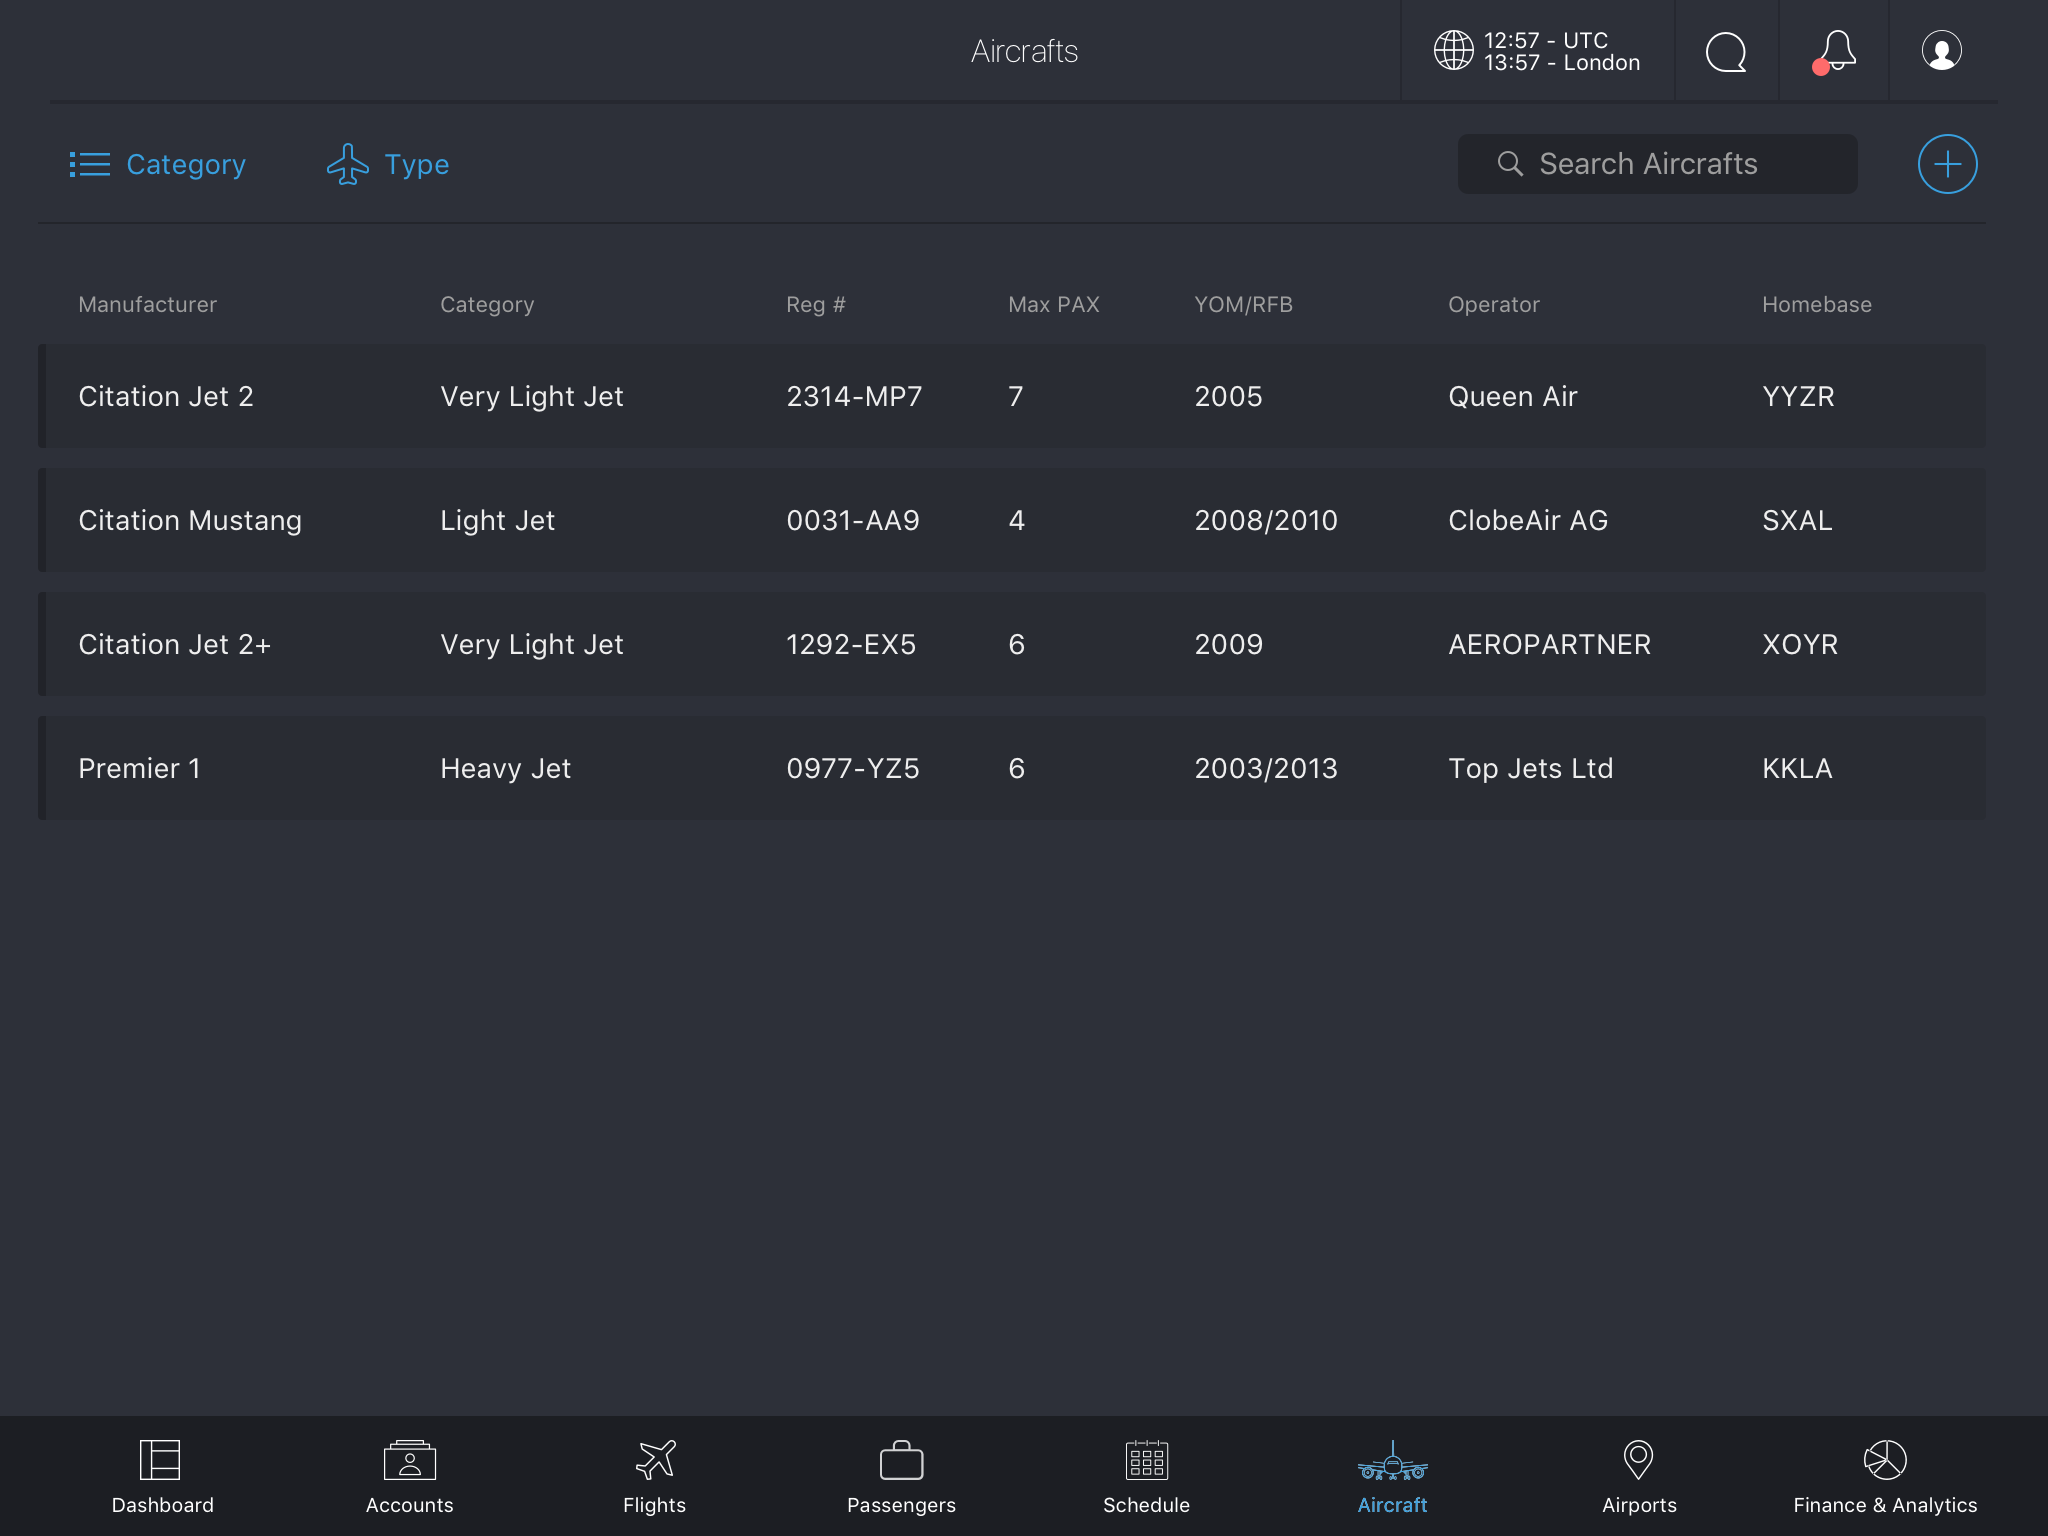 Aircrafts
12:57 - UTC
13:57 - London
Category Type Search Aircrafts
Manufacturer Category Reg # Max PAX YOM/RFB Operator Homebase
Citation Jet 2 Very Light Jet 2314-MP7 7 2005 Queen Air YYZR
Citation Mustang Light Jet 0031-AA9 4 2008/2010 ClobeAir AG SXAL
Citation Jet 2+ Very Light Jet 1292-EX5 6 2009 AEROPARTNER XOYR
Premier 1 Heavy Jet 0977-YZ5 6 2003/2013 Top Jets Ltd KKLA
Dashboard Accounts Flights Passengers Schedule Aircraft Airports Finance & Analytics